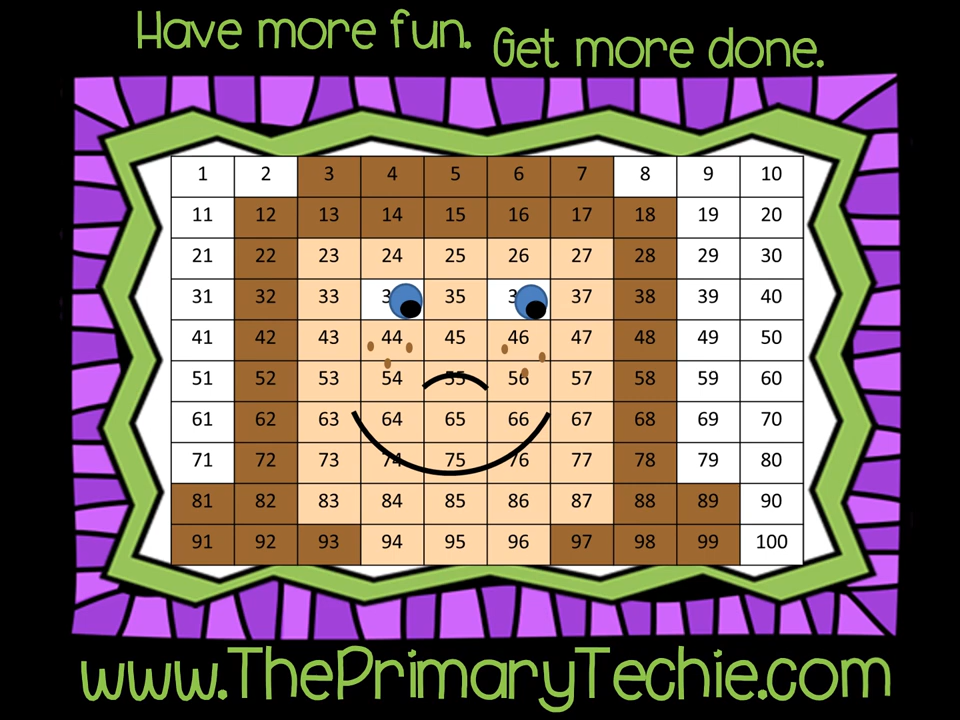 Have more fun. Get more done.
1 2 3 4 5 6 7 8 9 10
11 12 13 14 15 16 17 18 19 20
21 22 23 24 25 26 27 28 29 30
31 32 33 3 35 3 37 38 39 40
41 42 43 44 45 46 47 48 49 50
51 52 53 54 55 56 57 58 59 60
61 62 63 64 65 66 67 68 69 70
71 72 73 74 75 76 77 78 79 80
81 82 83 84 85 86 87 88 89 90
91 92 93 94 95 96 97 98 99 100
www.ThePrimaryTechie.com